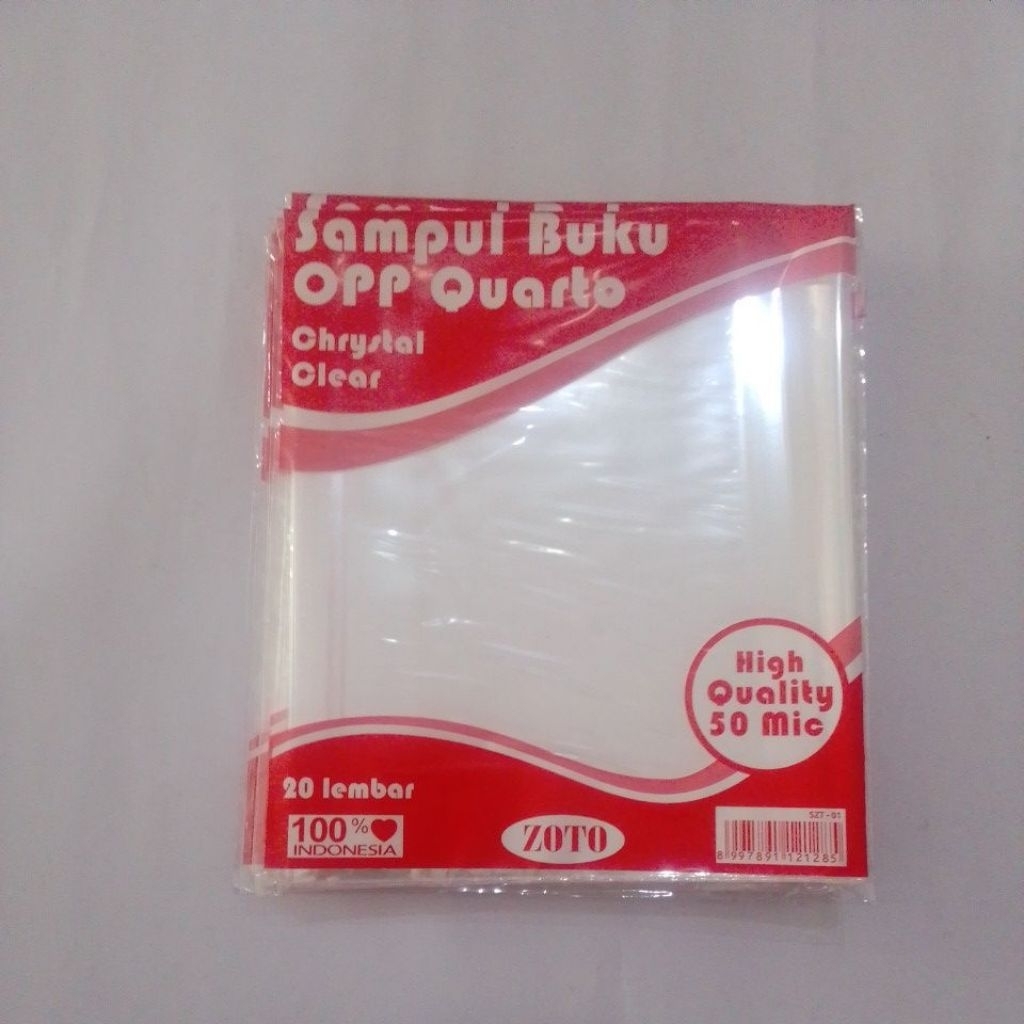 Sampul Buku
OPP Quarto
Chrystal
Clear
High
Quality
50 Mic
20 lembar
100%
INDONESIA
ZOTO
SZT-01
8 997891 121285